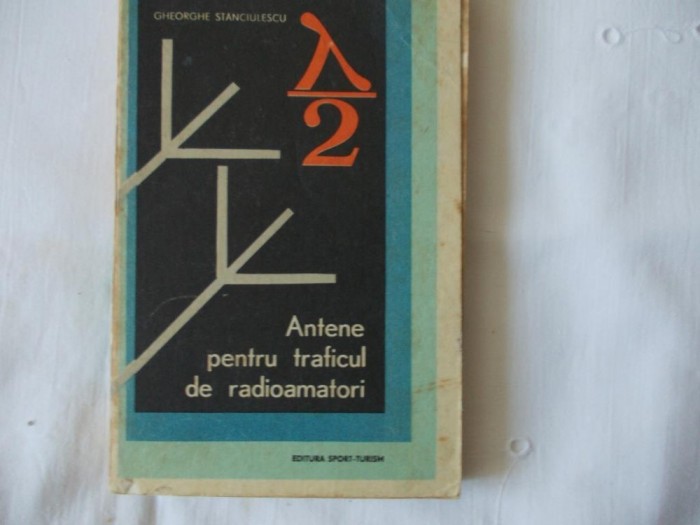 GHEORGHE STANCIULESCU
λ
2
Antene
pentru traficul
de radioamatori
EDITURA SPORT-TURISM